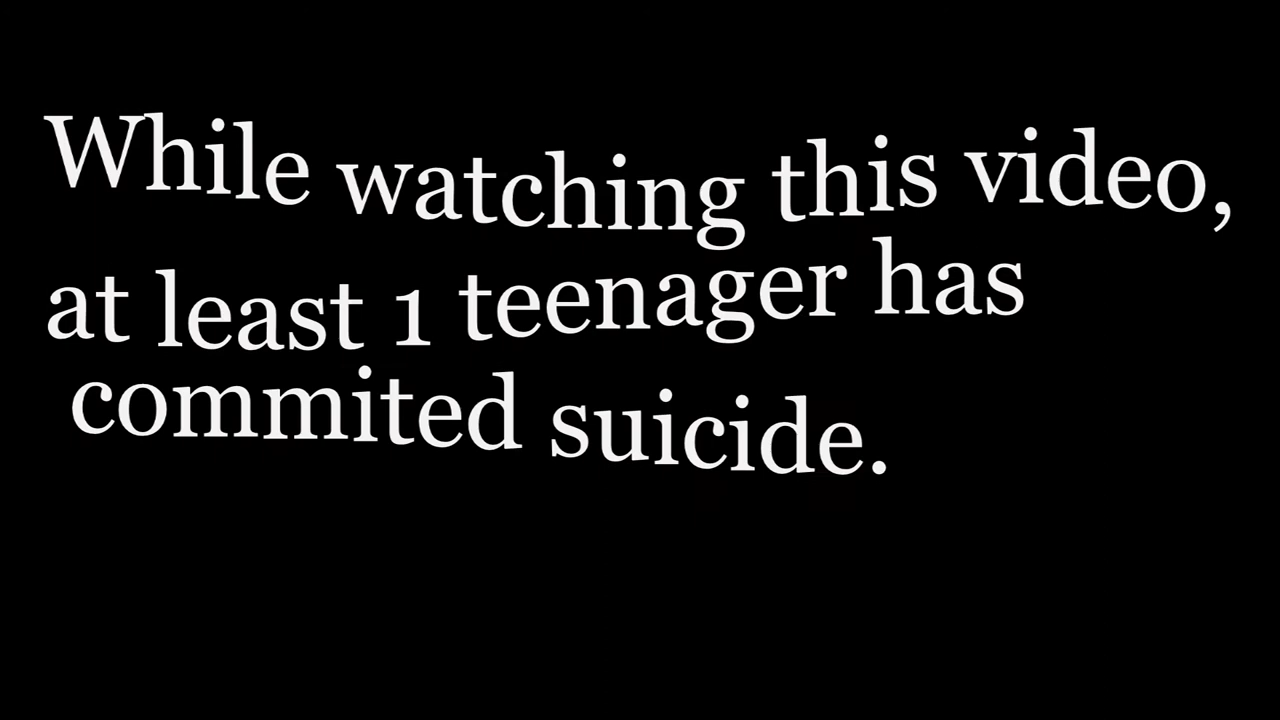 While watching this video,
at least 1 teenager has
commited suicide.